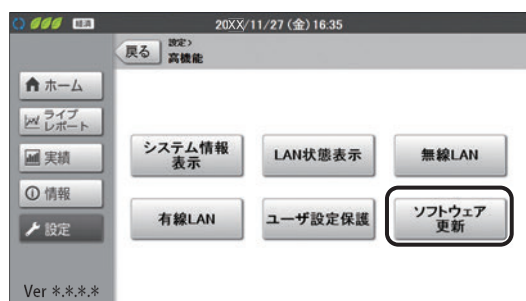 経済
20XX/11/27 (金) 16:35
戻る
設定>
高機能
ホーム
ライブ
レポート
実績
情報
設定
システム情報
表示
LAN状態表示
無線LAN
有線LAN
ユーザ設定保護
ソフトウェア
更新
Ver *.*.*.*